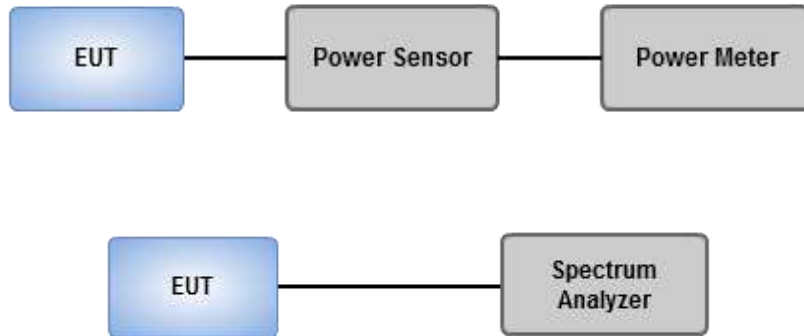 EUT
Power Sensor
Power Meter
EUT
Spectrum
Analyzer